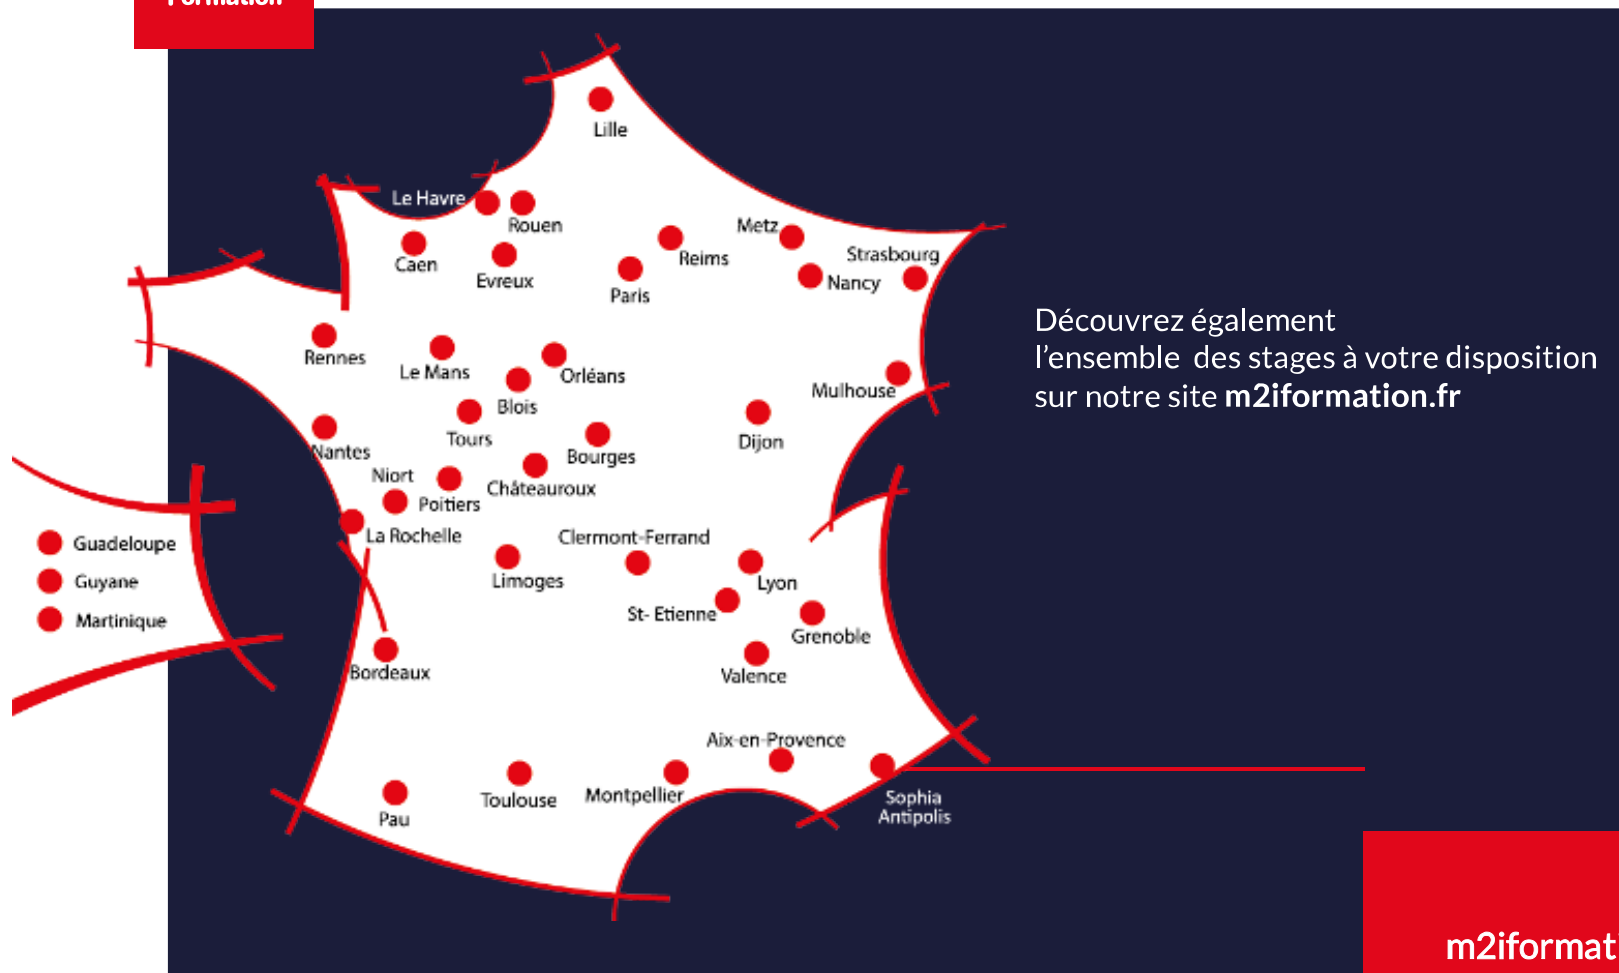 Formation
Lille
Le Havre
Rouen
Caen
Evreux
Paris
Reims
Metz
Nancy
Strasbourg
Rennes
Le Mans
Orléans
Blois
Mulhouse
Tours
Dijon
Nantes
Bourges
Niort
Poitiers
Châteauroux
La Rochelle
Clermont-Ferrand
Limoges
Lyon
St- Etienne
Grenoble
Valence
Bordeaux
Aix-en-Provence
Pau
Toulouse
Montpellier
Sophia
Antipolis
Guadeloupe
Guyane
Martinique
Découvrez également
l'ensemble des stages à votre disposition
sur notre site m2iformation.fr
m2iformati